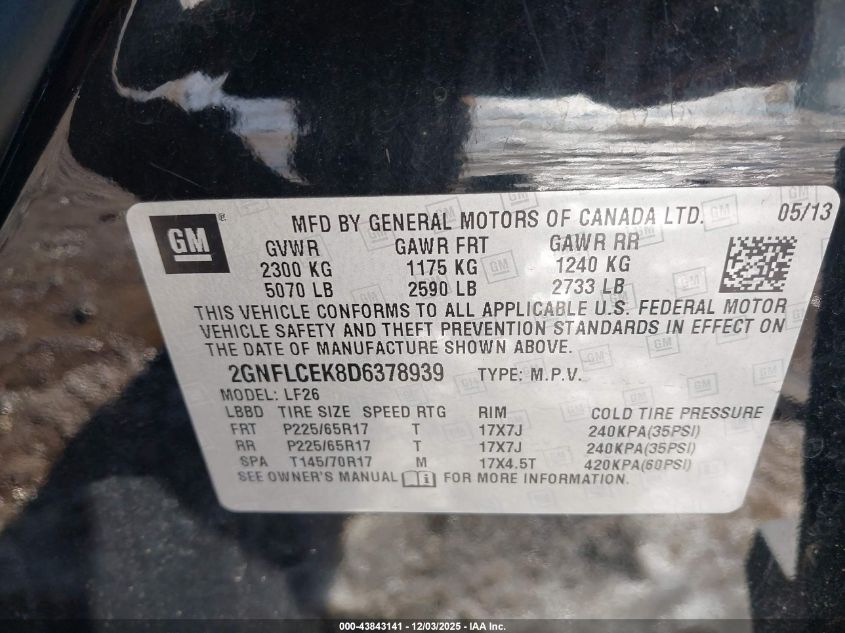 GM ® MFD BY GENERAL MOTORS OF CANADA LTD. 05/13
GVWR GAWR FRT GAWR RR
2300 KG 1175 KG 1240 KG
5070 LB 2590 LB 2733 LB
THIS VEHICLE CONFORMS TO ALL APPLICABLE U.S. FEDERAL MOTOR
VEHICLE SAFETY AND THEFT PREVENTION STANDARDS IN EFFECT ON
THE DATE OF MANUFACTURE SHOWN ABOVE.
2GNFLCEK8D6378939 TYPE: M.P.V.
MODEL: LF26
LBBD TIRE SIZE SPEED RTG RIM COLD TIRE PRESSURE
FRT P225/65R17 T 17X7J 240KPA(35PSI)
RR P225/65R17 T 17X7J 240KPA(35PSI)
SPA T145/70R17 M 17X4.5T 420KPA(60PSI)
SEE OWNER'S MANUAL i FOR MORE INFORMATION.
000-43843141 - 12/03/2025 - IAA Inc.